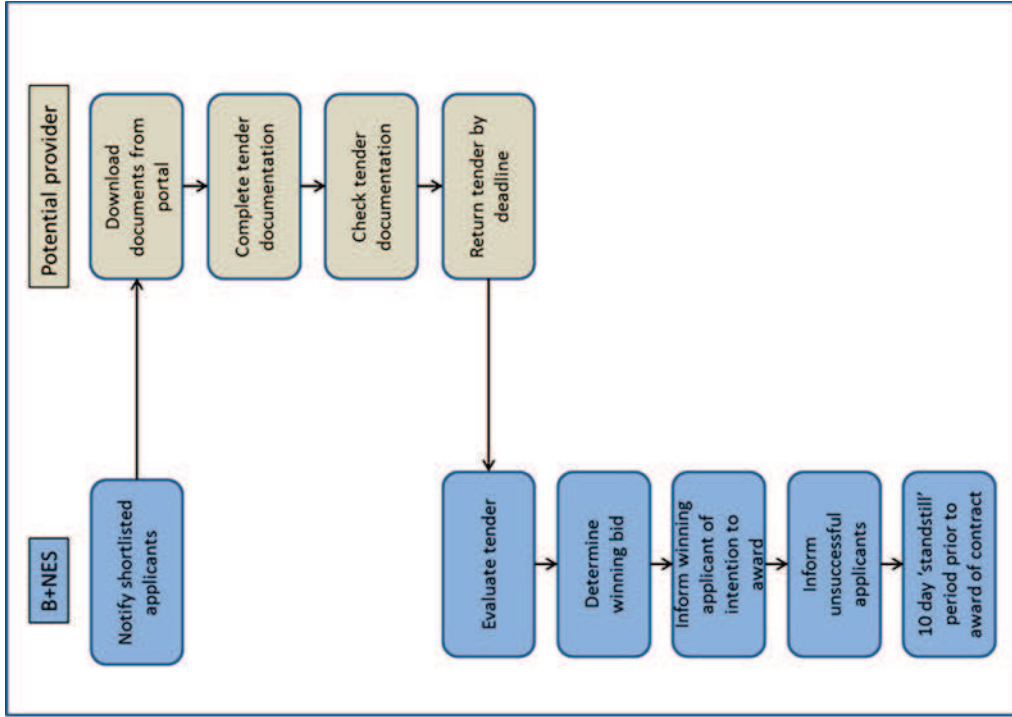 B+NES
Potential provider
Notify shortlisted
applicants
Download
documents from
portal
Complete tender
documentation
Check tender
documentation
Return tender by
deadline
Evaluate tender
Determine
winning bid
Inform winning
applicant of
intention to
award
Inform
unsuccessful
applicants
10 day ‘standstill’
period prior to
award of contract